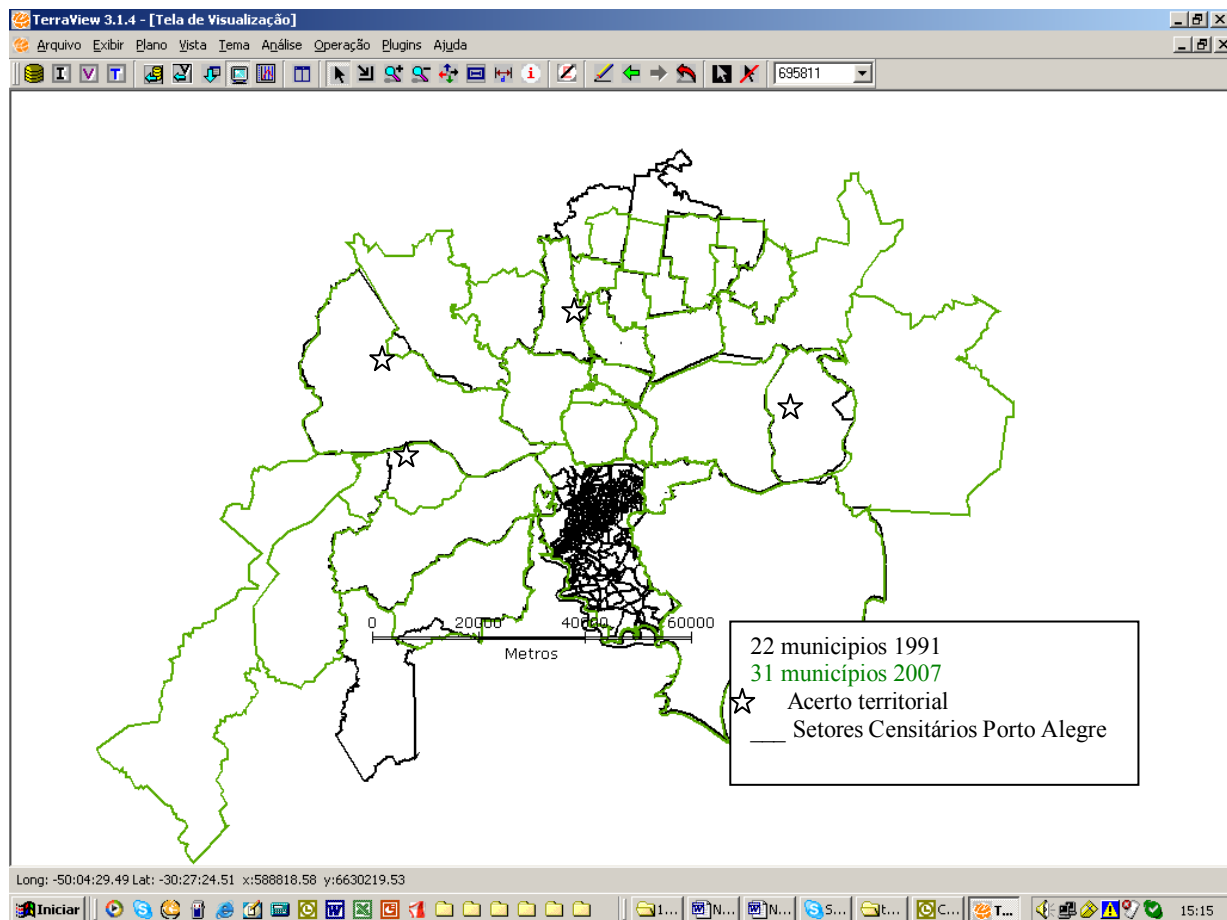 TerraView 3.1.4 - [Tela de Visualização]
Arquivo Exibir Plano Vista Tema Análise Operação Plugins Ajuda
I V T i 695811
0 20000 40000 60000
Metros
22 municipios 1991
31 municípios 2007
Acerto territorial
___ Setores Censitários Porto Alegre
Long: -50:04:29.49 Lat: -30:27:24.51 x:588818.58 y:6630219.53
Iniciar 1... N... N... S... t... C... T... 15:15